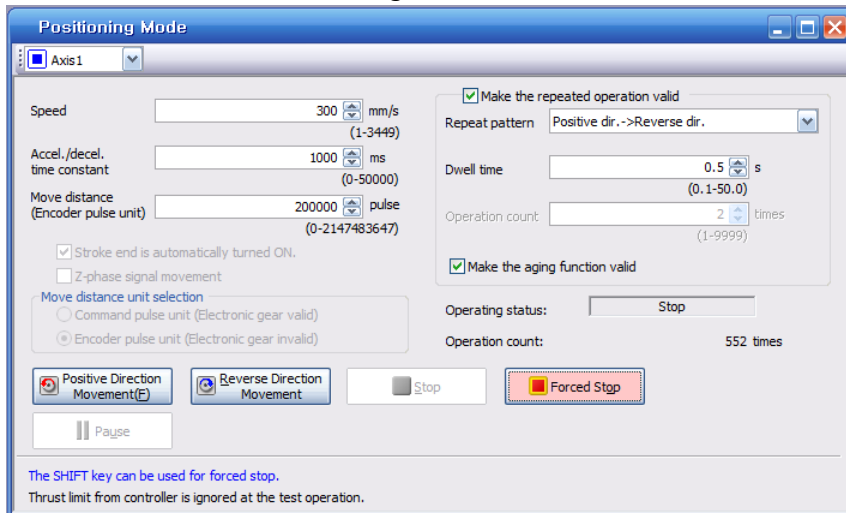 Positioning Mode
Axis1
Speed
300 mm/s
(1-3449)
Accel./decel.
time constant
1000 ms
(0-50000)
Move distance
(Encoder pulse unit)
200000 pulse
(0-2147483647)
Stroke end is automatically turned ON.
Z-phase signal movement
Move distance unit selection
Command pulse unit (Electronic gear valid)
Encoder pulse unit (Electronic gear invalid)
Make the repeated operation valid
Repeat pattern
Positive dir.->Reverse dir.
Dwell time
0.5 s
(0.1-50.0)
Operation count
2 times
(1-9999)
Make the aging function valid
Operating status:
Stop
Operation count:
552 times
Positive Direction
Movement(F)
Reverse Direction
Movement
Stop
Forced Stop
Pause
The SHIFT key can be used for forced stop.
Thrust limit from controller is ignored at the test operation.